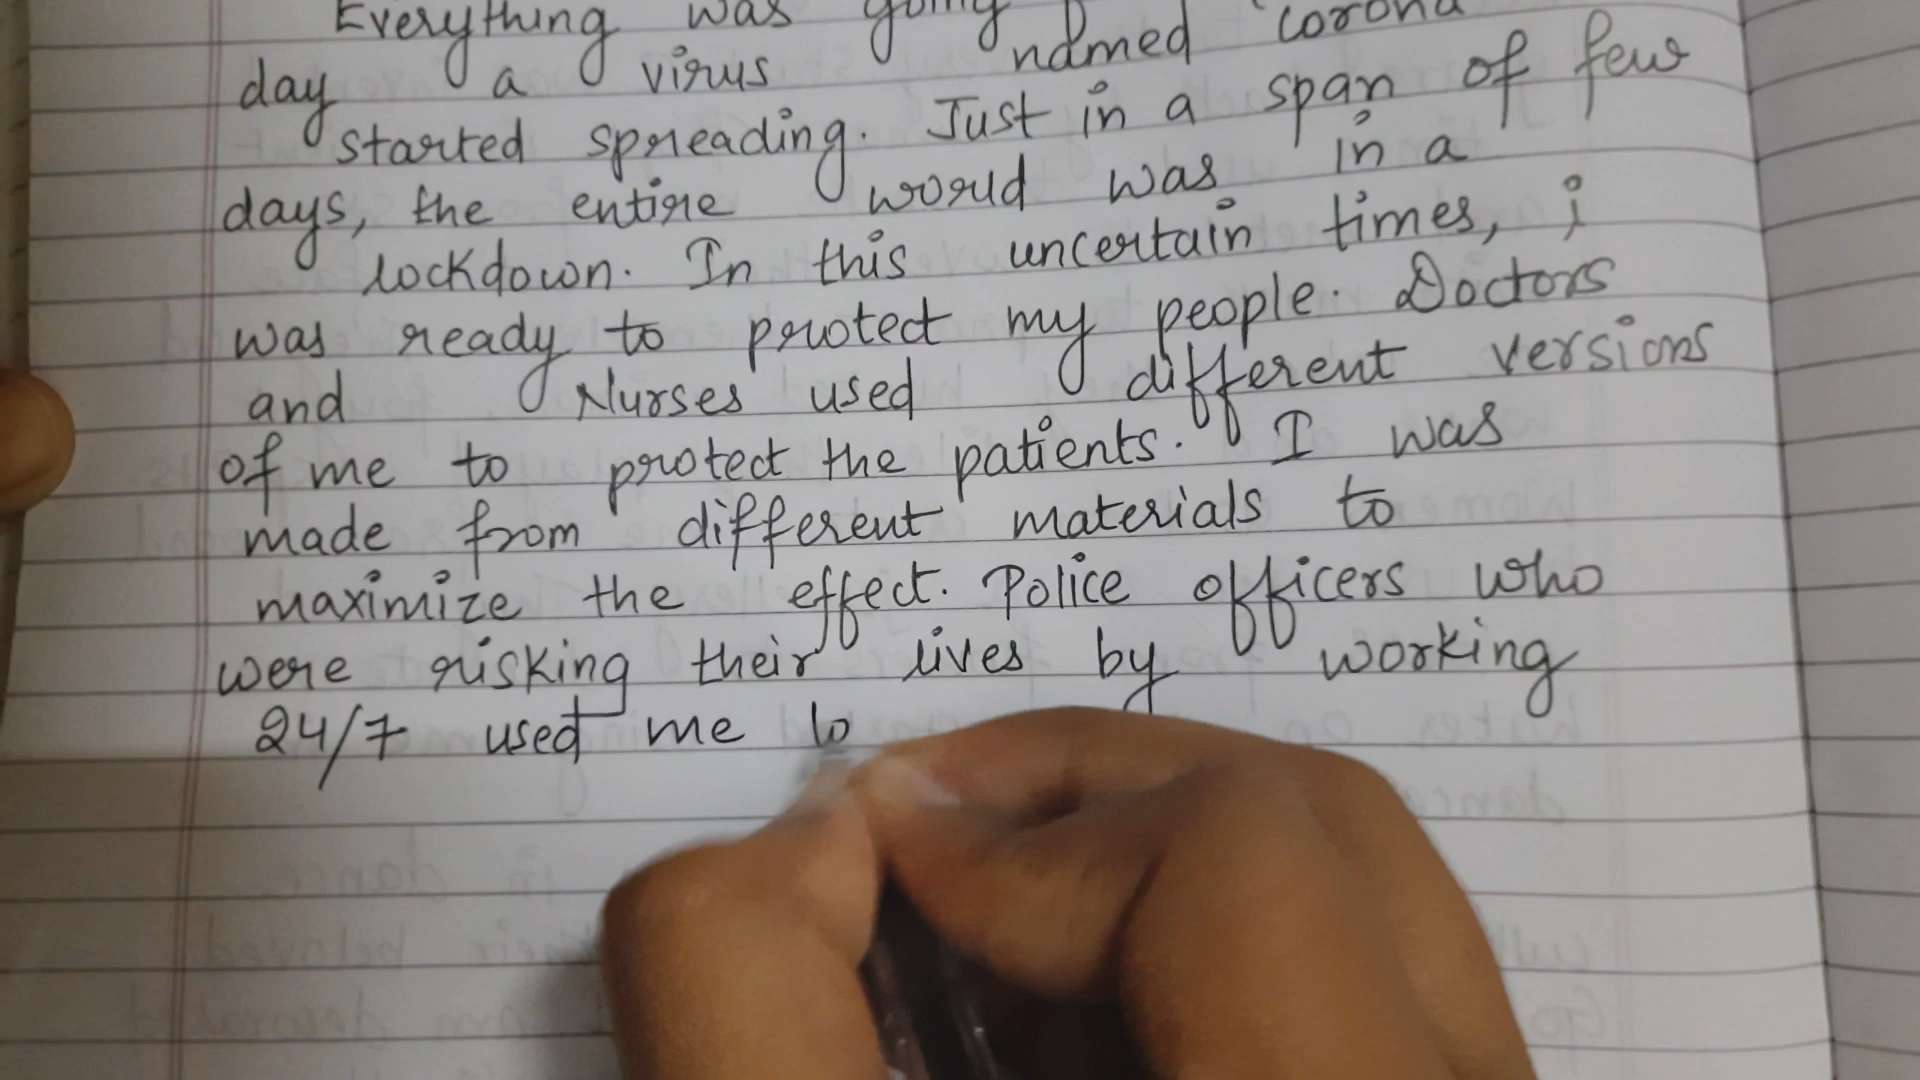 Everything was going
day a virus named corona
started spreading. Just in a span of few
days, the entire world was in a
lockdown. In this uncertain times, i
was ready to protect my people. Doctors
and Nurses used different versions
of me to protect the patients. I was
made from different materials to
maximize the effect. Police officers who
were risking their lives by working
24/7 used me to